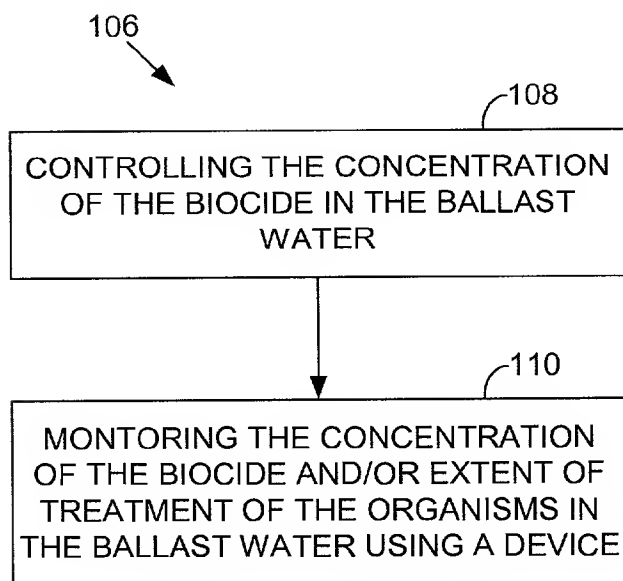 106
108
CONTROLLING THE CONCENTRATION
OF THE BIOCIDE IN THE BALLAST
WATER
110
MONTORING THE CONCENTRATION
OF THE BIOCIDE AND/OR EXTENT OF
TREATMENT OF THE ORGANISMS IN
THE BALLAST WATER USING A DEVICE